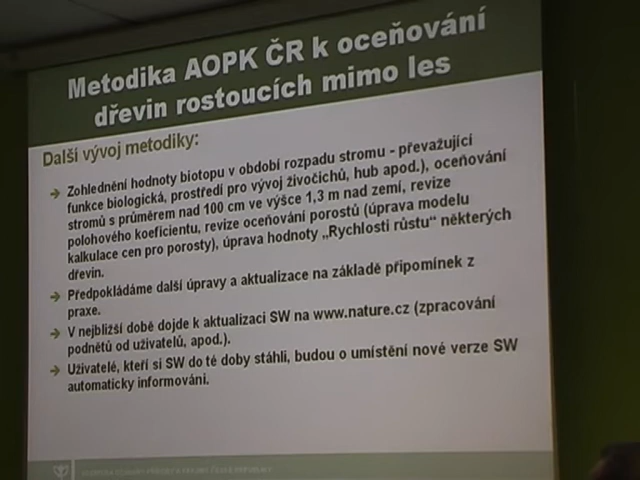 Metodika AOPK ČR k oceňování
dřevin rostoucích mimo les
Další vývoj metodiky:
Zohlednění hodnoty biotopu v období rozpadu stromu - převažující
funkce biologická, prostředí pro vývoj živočichů, hub apod.), oceňování
stromů s průměrem nad 100 cm ve výšce 1,3 m nad zemí, revize
polohového koeficientu, revize oceňování porostů (úprava modelu
kalkulace cen pro porosty), úprava hodnoty „Rychlosti růstu“ některých
dřevin.
Předpokládáme další úpravy a aktualizace na základě připomínek z
praxe.
V nejbližší době dojde k aktualizaci SW na www.nature.cz (zpracování
podnětů od uživatelů, apod.).
Uživatelé, kteří si SW do té doby stáhli, budou o umístění nové verze SW
automaticky informováni.